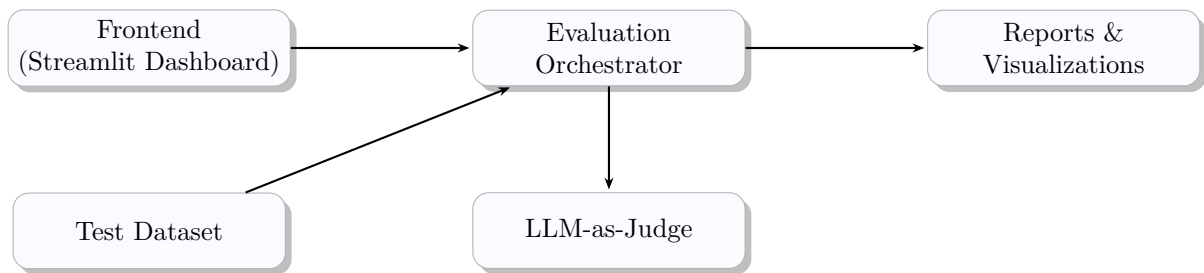 Frontend
(Streamlit Dashboard)
Evaluation
Orchestrator
Reports &
Visualizations
Test Dataset
LLM-as-Judge